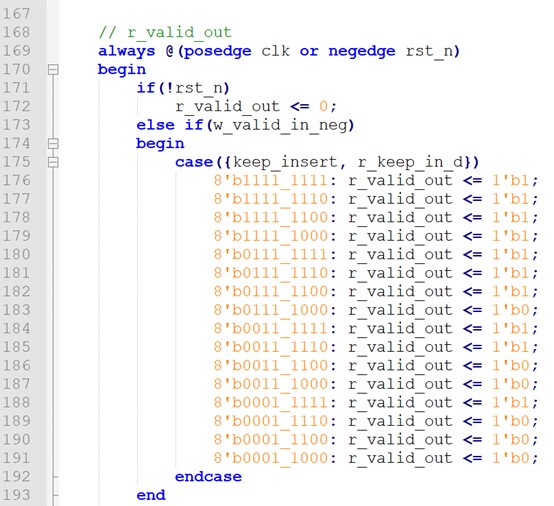 167
168 // r_valid_out
169 always @(posedge clk or negedge rst_n)
170 begin
171 if(!rst_n)
172 r_valid_out <= 0;
173 else if(w_valid_in_neg)
174 begin
175 case({keep_insert, r_keep_in_d})
176 8'b1111_1111: r_valid_out <= 1'b1;
177 8'b1111_1110: r_valid_out <= 1'b1;
178 8'b1111_1100: r_valid_out <= 1'b1;
179 8'b1111_1000: r_valid_out <= 1'b1;
180 8'b0111_1111: r_valid_out <= 1'b1;
181 8'b0111_1110: r_valid_out <= 1'b1;
182 8'b0111_1100: r_valid_out <= 1'b1;
183 8'b0111_1000: r_valid_out <= 1'b0;
184 8'b0011_1111: r_valid_out <= 1'b1;
185 8'b0011_1110: r_valid_out <= 1'b1;
186 8'b0011_1100: r_valid_out <= 1'b0;
187 8'b0011_1000: r_valid_out <= 1'b0;
188 8'b0001_1111: r_valid_out <= 1'b1;
189 8'b0001_1110: r_valid_out <= 1'b0;
190 8'b0001_1100: r_valid_out <= 1'b0;
191 8'b0001_1000: r_valid_out <= 1'b0;
192 endcase
193 end